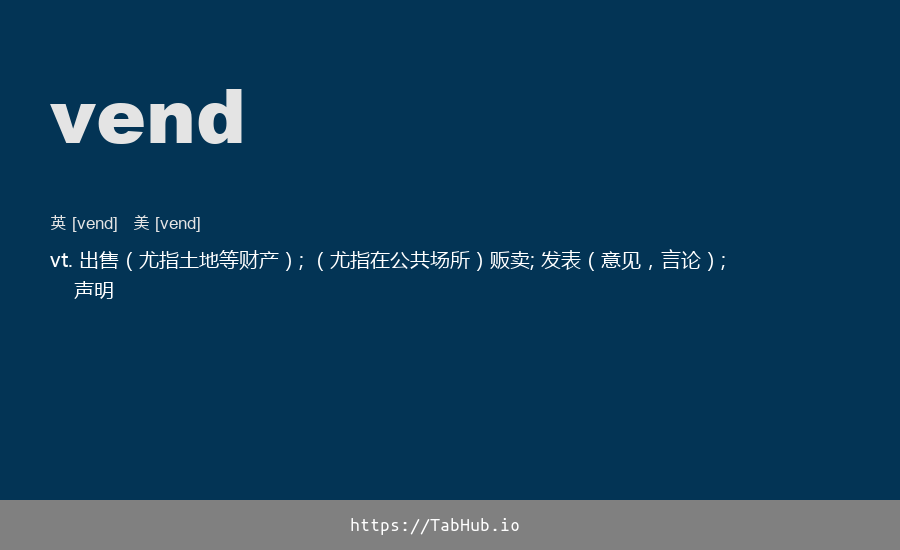 vend
英 [vend] 美 [vend]
vt. 出售（尤指土地等财产）; （尤指在公共场所）贩卖; 发表（意见，言论）;
声明
https://TabHub.io